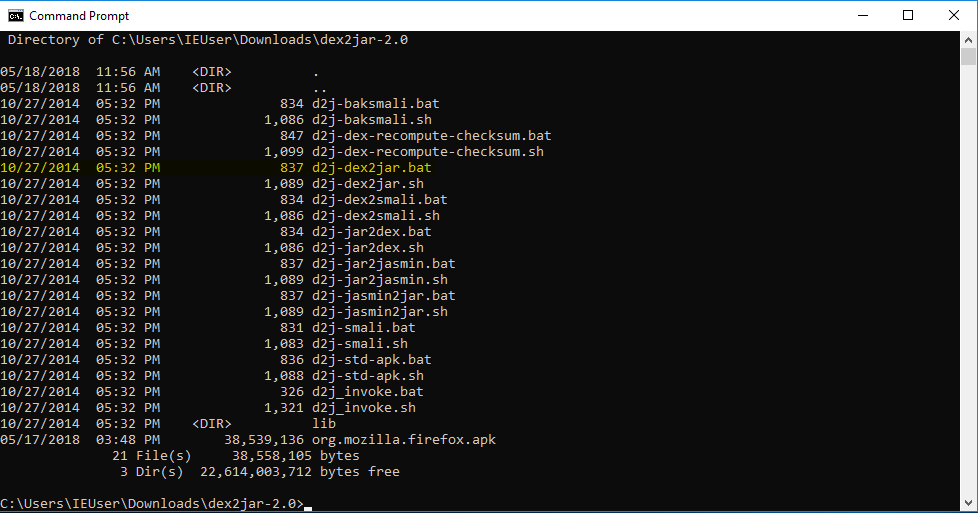 Command Prompt
Directory of C:\Users\IEUser\Downloads\dex2jar-2.0
05/18/2018  11:56 AM    <DIR>          .
05/18/2018  11:56 AM    <DIR>          ..
10/27/2014  05:32 PM               834 d2j-baksmali.bat
10/27/2014  05:32 PM             1,086 d2j-baksmali.sh
10/27/2014  05:32 PM               847 d2j-dex-recompute-checksum.bat
10/27/2014  05:32 PM             1,099 d2j-dex-recompute-checksum.sh
10/27/2014  05:32 PM               837 d2j-dex2jar.bat
10/27/2014  05:32 PM             1,089 d2j-dex2jar.sh
10/27/2014  05:32 PM               834 d2j-dex2smali.bat
10/27/2014  05:32 PM             1,086 d2j-dex2smali.sh
10/27/2014  05:32 PM               834 d2j-jar2dex.bat
10/27/2014  05:32 PM             1,086 d2j-jar2dex.sh
10/27/2014  05:32 PM               837 d2j-jar2jasmin.bat
10/27/2014  05:32 PM             1,089 d2j-jar2jasmin.sh
10/27/2014  05:32 PM               837 d2j-jasmin2jar.bat
10/27/2014  05:32 PM             1,089 d2j-jasmin2jar.sh
10/27/2014  05:32 PM               831 d2j-smali.bat
10/27/2014  05:32 PM             1,083 d2j-smali.sh
10/27/2014  05:32 PM               836 d2j-std-apk.bat
10/27/2014  05:32 PM             1,088 d2j-std-apk.sh
10/27/2014  05:32 PM               326 d2j_invoke.bat
10/27/2014  05:32 PM             1,321 d2j_invoke.sh
10/27/2014  05:32 PM    <DIR>          lib
05/17/2018  03:48 PM        38,539,136 org.mozilla.firefox.apk
21 File(s)     38,558,105 bytes
3 Dir(s)  22,614,003,712 bytes free
C:\Users\IEUser\Downloads\dex2jar-2.0>